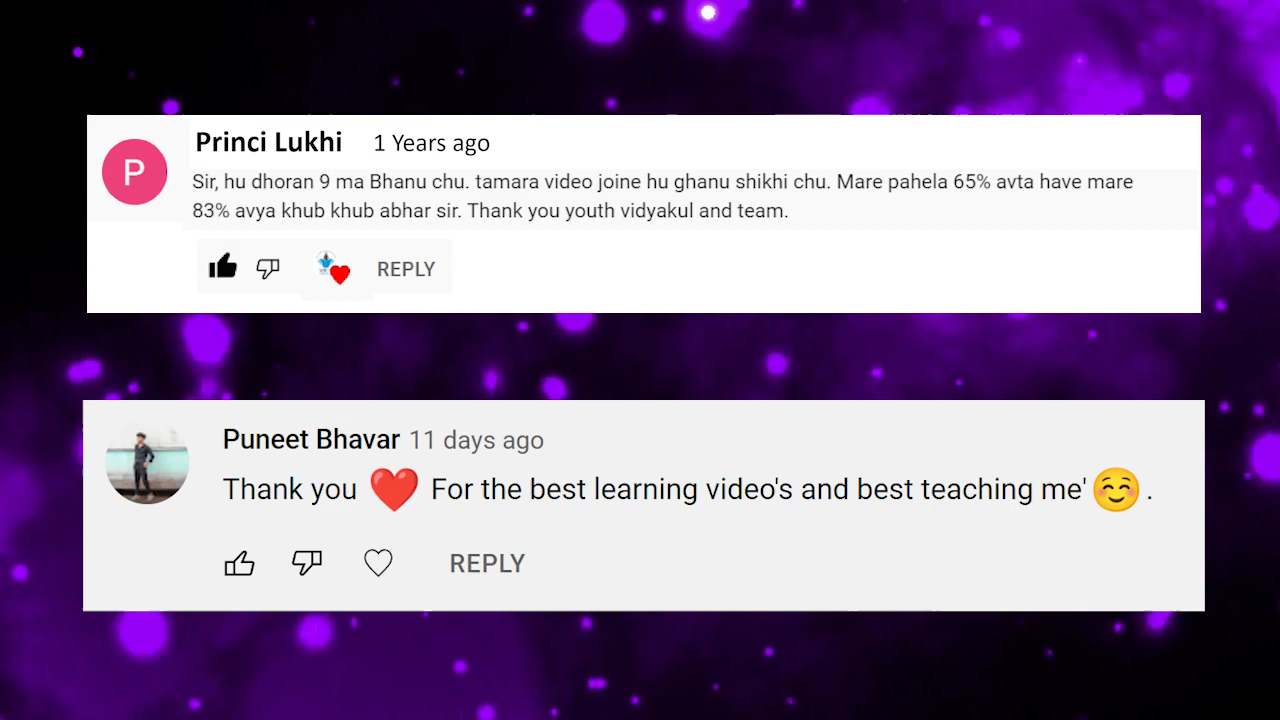 P
Princi Lukhi 1 Years ago
Sir, hu dhoran 9 ma Bhanu chu. tamara video joine hu ghanu shikhi chu. Mare pahela 65% avta have mare
83% avya khub khub abhar sir. Thank you youth vidyakul and team.
REPLY
Puneet Bhavar 11 days ago
Thank you ❤️ For the best learning video's and best teaching me' ☺️ .
REPLY